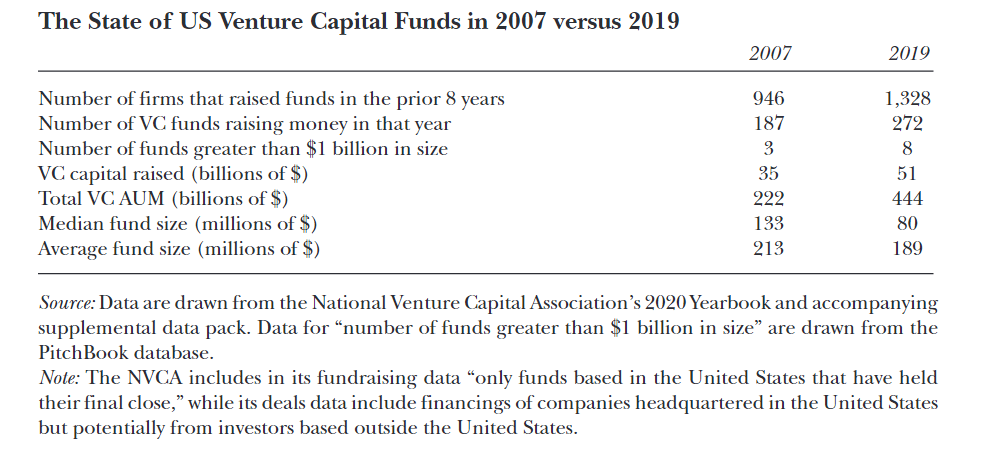 The State of US Venture Capital Funds in 2007 versus 2019
2007 2019
Number of firms that raised funds in the prior 8 years 946 1,328
Number of VC funds raising money in that year 187 272
Number of funds greater than $1 billion in size 3 8
VC capital raised (billions of $) 35 51
Total VC AUM (billions of $) 222 444
Median fund size (millions of $) 133 80
Average fund size (millions of $) 213 189
Source: Data are drawn from the National Venture Capital Association’s 2020 Yearbook and accompanying
supplemental data pack. Data for “number of funds greater than $1 billion in size” are drawn from the
PitchBook database.
Note: The NVCA includes in its fundraising data “only funds based in the United States that have held
their final close,” while its deals data include financings of companies headquartered in the United States
but potentially from investors based outside the United States.